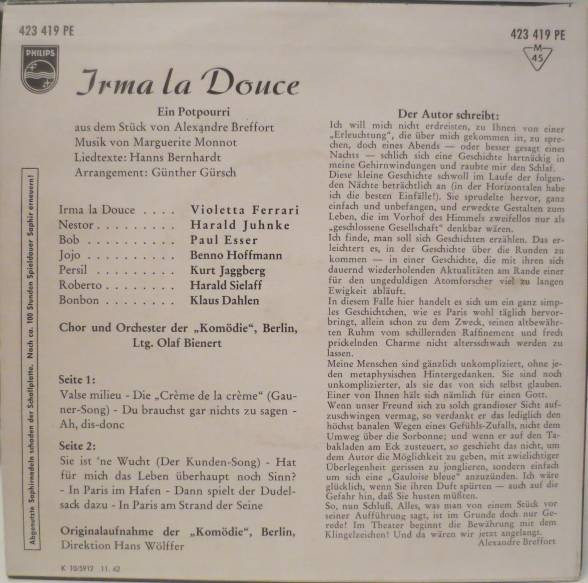 423 419 PE
423 419 PE
PHILIPS
M
45
Irma la Douce
Ein Potpourri
aus dem Stück von Alexandre Breffort
Musik von Marguerite Monnot
Liedtexte: Hanns Bernhardt
Arrangement: Günther Gürsch
Irma la Douce . . . . Violetta Ferrari
Nestor . . . . . . . . . Harald Juhnke
Bob . . . . . . . . . . . Paul Esser
Jojo . . . . . . . . . . . Benno Hoffmann
Persil . . . . . . . . . . Kurt Jaggberg
Roberto . . . . . . . . Harald Sielaff
Bonbon . . . . . . . . Klaus Dahlen
Chor und Orchester der „Komödie“, Berlin,
Ltg. Olaf Bienert
Seite 1:
Valse milieu - Die „Crème de la crème“ (Gau-
ner-Song) - Du brauchst gar nichts zu sagen -
Ah, dis-donc
Seite 2:
Sie ist 'ne Wucht (Der Kunden-Song) - Hat
für mich das Leben überhaupt noch Sinn?
- In Paris im Hafen - Dann spielt der Dudel-
sack dazu - In Paris am Strand der Seine
Originalaufnahme der „Komödie“, Berlin,
Direktion Hans Wölffer
K 10/5912 11. 62
Abgenutzte Saphirnadeln schaden der Schallplatte. Nach ca. 100 Stunden Spieldauer Saphir erneuern!
Der Autor schreibt:
Ich will mich nicht erdreisten, zu Ihnen von einer
„Erleuchtung“, die über mich gekommen ist, zu spre-
chen, doch eines Abends — oder besser gesagt eines
Nachts — schlich sich eine Geschichte hartnäckig in
meine Gehirnwindungen und raubte mir den Schlaf.
Diese kleine Geschichte schwoll im Laufe der folgen-
den Nächte beträchtlich an (in der Horizontalen habe
ich die besten Einfälle!). Sie sprudelte hervor, ganz
einfach und unbefangen, und erweckte Gestalten zum
Leben, die im Vorhof des Himmels zweifellos nur als
„geschlossene Gesellschaft“ denkbar wären.
Ich finde, man soll sich Geschichten erzählen. Das er-
leichtert es, in der Geschichte über die Runden zu
kommen — in einer Geschichte, die mit ihren sich
dauernd wiederholenden Aktualitäten am Rande einer
für den ungeduldigen Atomforscher viel zu langen
Ewigkeit abläuft.
In diesem Falle hier handelt es sich um ein ganz simp-
les Geschichtchen, wie es Paris wohl täglich hervor-
bringt, allein schon zu dem Zweck, seinen altbewähr-
ten Ruhm vom schillernden Raffinement und frech
prickelnden Charme nicht altersschwach werden zu
lassen.
Meine Menschen sind gänzlich unkompliziert, ohne je-
den metaphysischen Hintergedanken. Sie sind noch
unkomplizierter, als sie das von sich selbst glauben.
Einer von Ihnen hält sich nämlich für einen Gott.
Wenn unser Freund sich zu solch grandioser Sicht auf-
zuschwingen vermag, so verdankt er das lediglich den
höchst banalen Wegen eines Gefühls-Zufalls, nicht dem
Umweg über die Sorbonne; und wenn er auf den Ta-
bakladen am Eck zusteuert, so geschieht das nicht, um
dem Autor die Möglichkeit zu geben, mit zwielichtiger
Überlegenheit gerissen zu jonglieren, sondern einfach
um sich eine „Gauloise bleue“ anzuzünden. Ich wäre
glücklich, wenn Sie ihren Duft spürten — auch auf die
Gefahr hin, daß Sie husten müßten.
So, nun Schluß. Alles, was man von einem Stück vor
seiner Aufführung sagt, ist im Grunde doch nur Ge-
rede! Im Theater beginnt die Bewährung mit dem
Klingelzeichen! Und da wären wir jetzt angelangt.
Alexandre Breffort